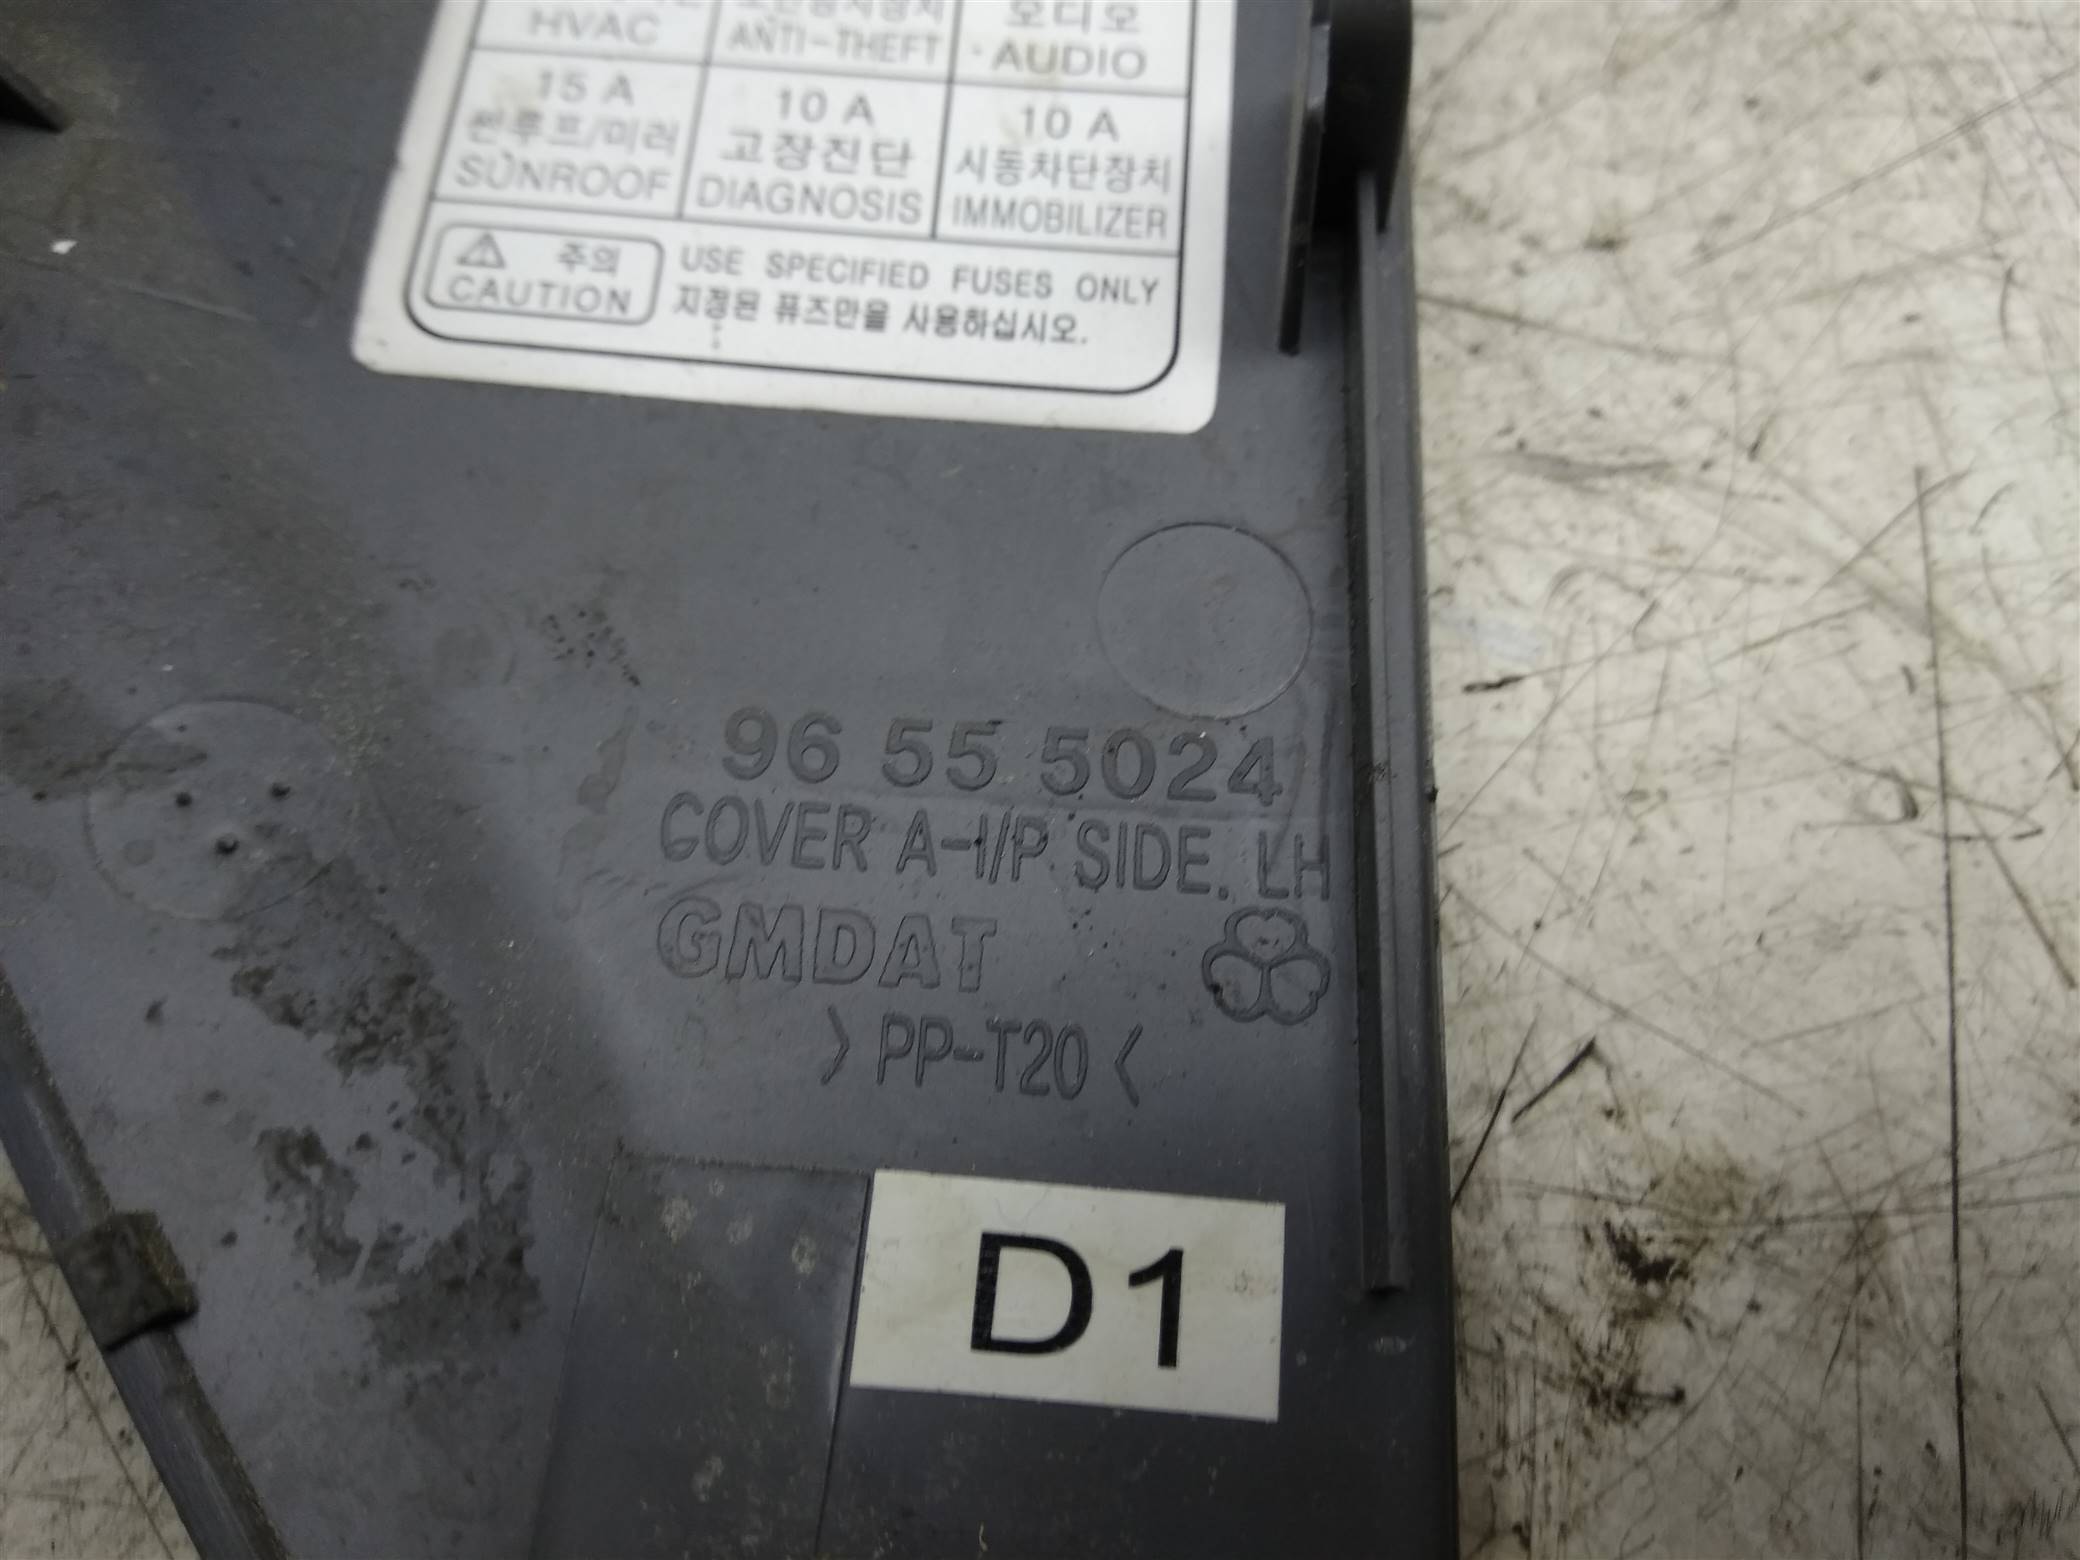 HVAC ANTI-THEFT AUDIO
오디오
15 A 10 A 10 A
썬루프/미러 고장진단 시동차단장치
SUNROOF DIAGNOSIS IMMOBILIZER
주의 USE SPECIFIED FUSES ONLY
CAUTION 지정된 퓨즈만을 사용하십시오.
96 55 5024
COVER A-I/P SIDE. LH
GMDAT
>PP-T20<
D1